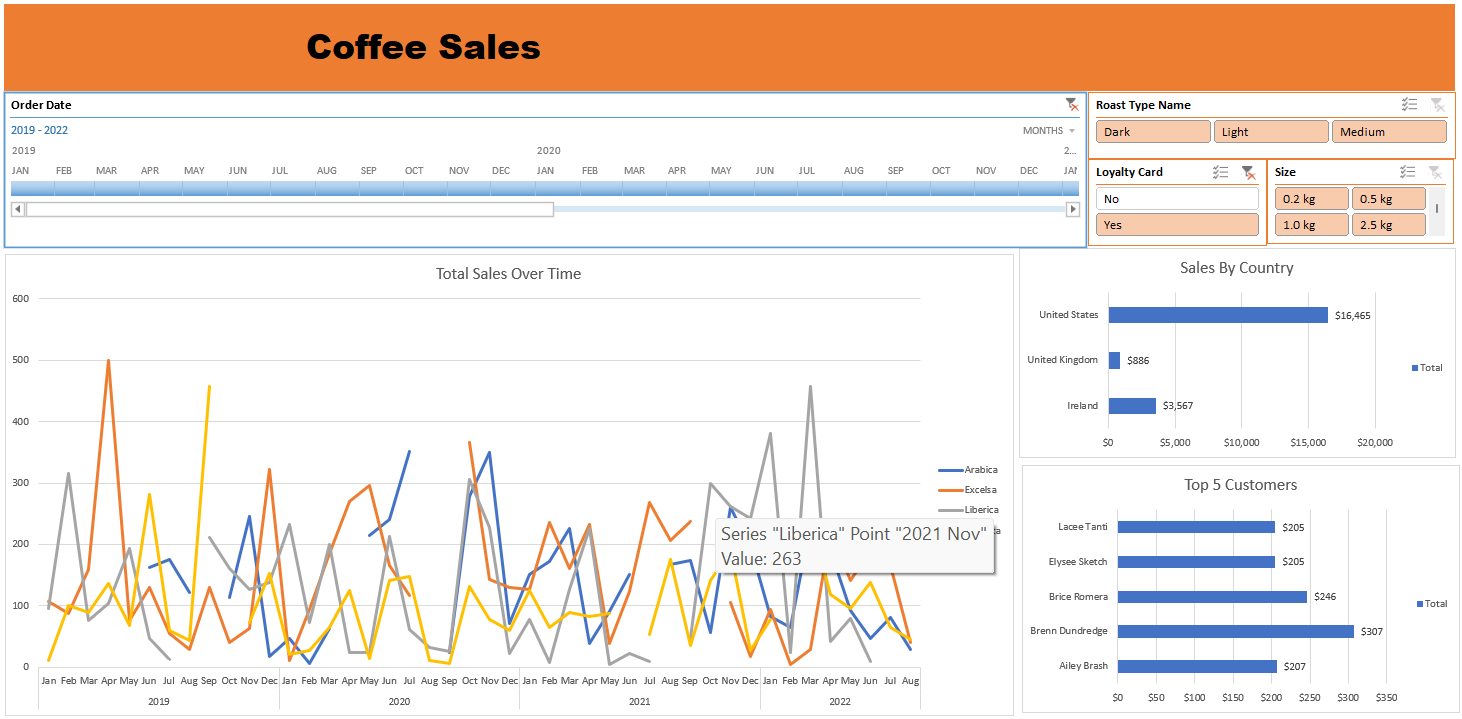 Coffee Sales
Order Date
2019 - 2022
MONTHS
2019 2020 2...
JAN FEB MAR APR MAY JUN JUL AUG SEP OCT NOV DEC JAN FEB MAR APR MAY JUN JUL AUG SEP OCT NOV DEC JAN
Roast Type Name
Dark Light Medium
Loyalty Card
No
Yes
Size
0.2 kg 0.5 kg
1.0 kg 2.5 kg
Total Sales Over Time
600
500
400
300
200
100
0
Jan Feb Mar Apr May Jun Jul Aug Sep Oct Nov Dec Jan Feb Mar Apr May Jun Jul Aug Sep Oct Nov Dec Jan Feb Mar Apr May Jun Jul Aug Sep Oct Nov Dec Jan Feb Mar Apr May Jun Jul Aug
2019 2020 2021 2022
Arabica
Excelsa
Liberica
Series "Liberica" Point "2021 Nov"
Value: 263
Sales By Country
United States $16,465
United Kingdom $886
Ireland $3,567
Total
$0 $5,000 $10,000 $15,000 $20,000
Top 5 Customers
Lacee Tanti $205
Elysee Sketch $205
Brice Romera $246
Brenn Dundredge $307
Ailey Brash $207
Total
$0 $50 $100 $150 $200 $250 $300 $350